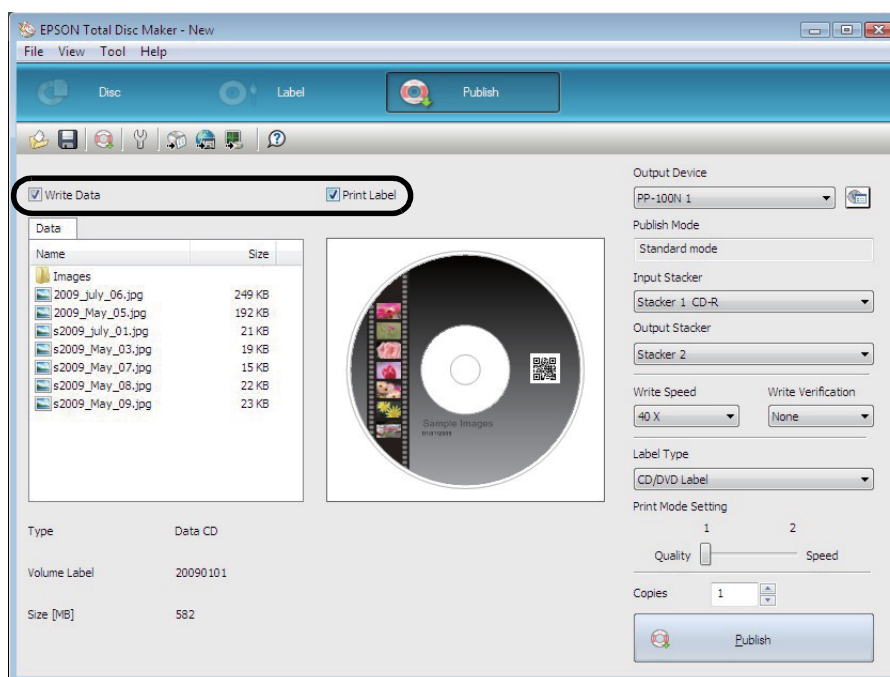 EPSON Total Disc Maker - New
File View Tool Help
Disc Label Publish
Write Data Print Label
Data
Name Size
Images
2009_july_06.jpg 249 KB
2009_May_05.jpg 192 KB
s2009_july_01.jpg 21 KB
s2009_May_03.jpg 19 KB
s2009_May_07.jpg 15 KB
s2009_May_08.jpg 22 KB
s2009_May_09.jpg 23 KB
Sample Images
Type Data CD
Volume Label 20090101
Size [MB] 582
Output Device
PP-100N 1
Publish Mode
Standard mode
Input Stacker
Stacker 1 CD-R
Output Stacker
Stacker 2
Write Speed Write Verification
40 X None
Label Type
CD/DVD Label
Print Mode Setting
1 2
Quality Speed
Copies 1
Publish